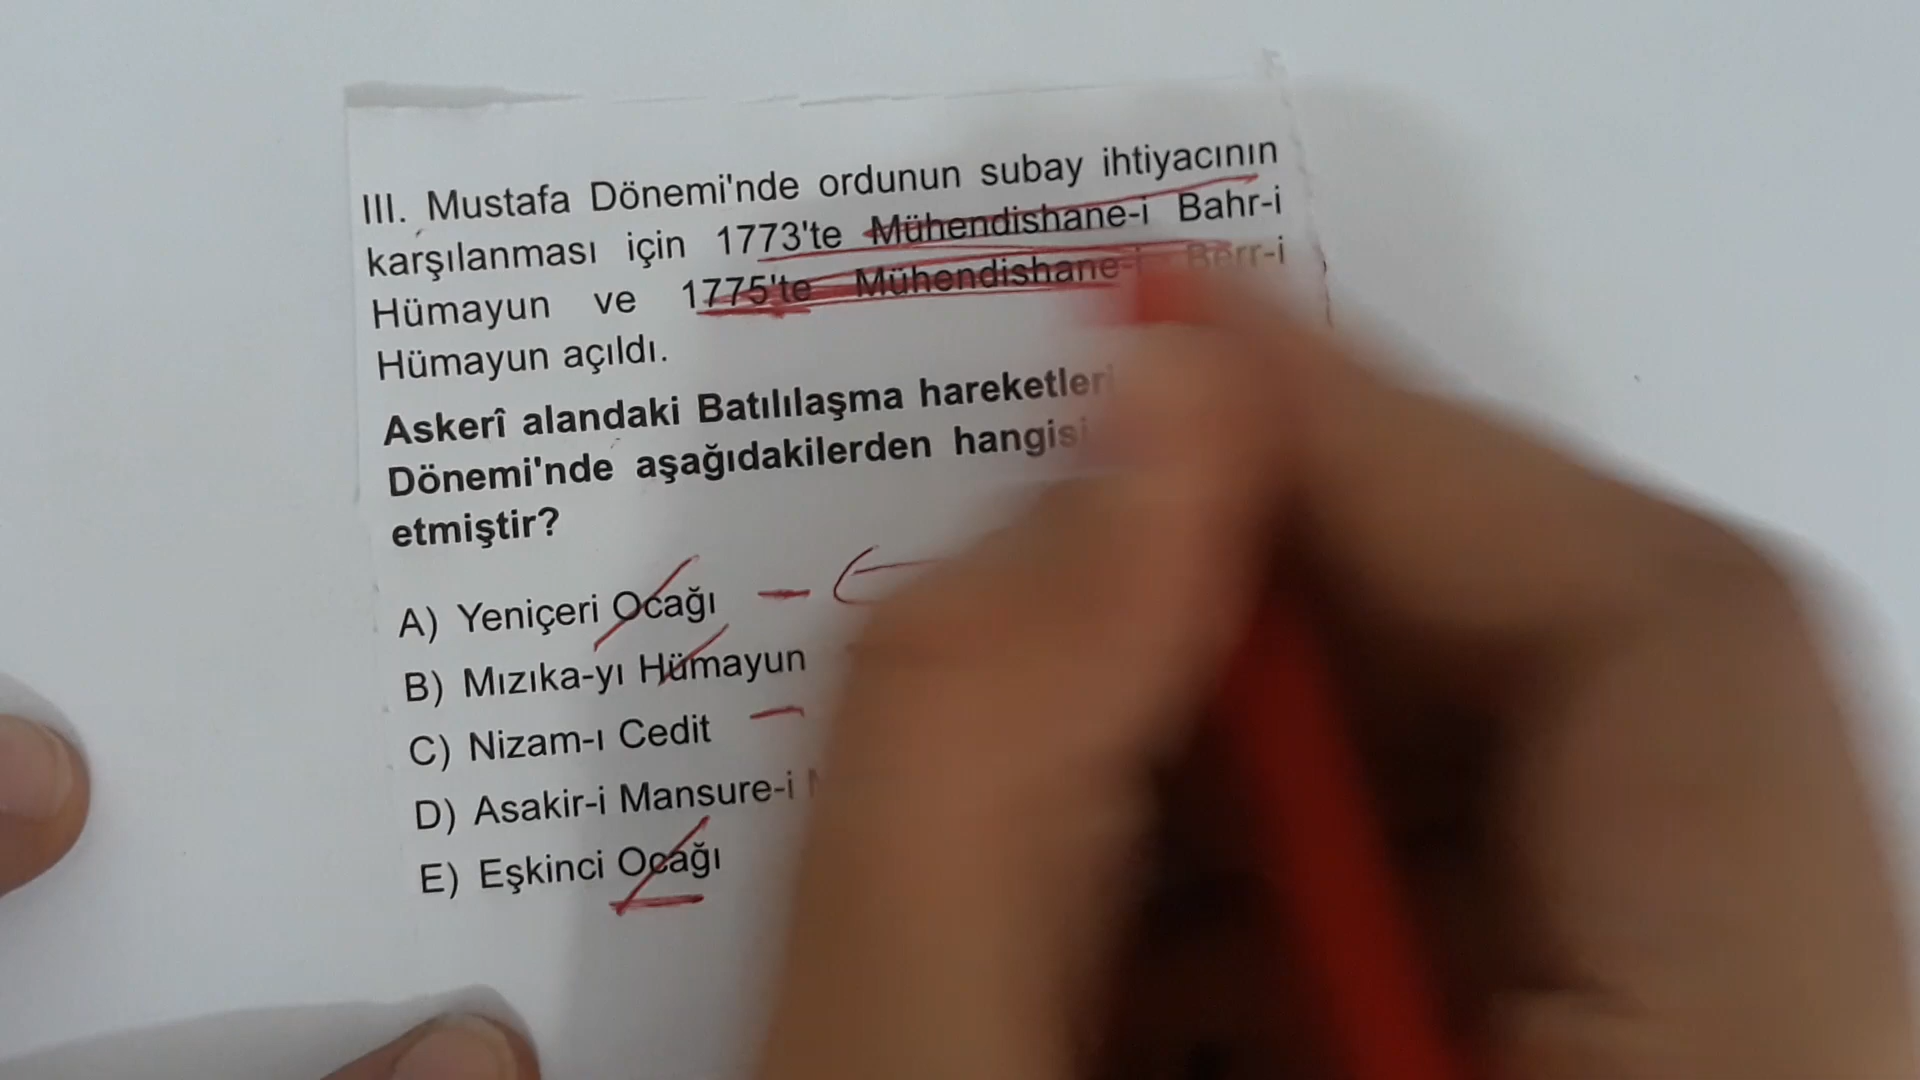 III. Mustafa Dönemi'nde ordunun subay ihtiyacının
karşılanması için 1773'te Mühendishane-i Bahr-i
Hümayun ve 1775'te Mühendishane-i Berr-i
Hümayun açıldı.
Askerî alandaki Batılılaşma hareketleri
Dönemi'nde aşağıdakilerden hangisi
etmiştir?
A) Yeniçeri Ocağı
B) Mızıka-yı Hümayun
C) Nizam-ı Cedit
D) Asakir-i Mansure-i
E) Eşkinci Ocağı